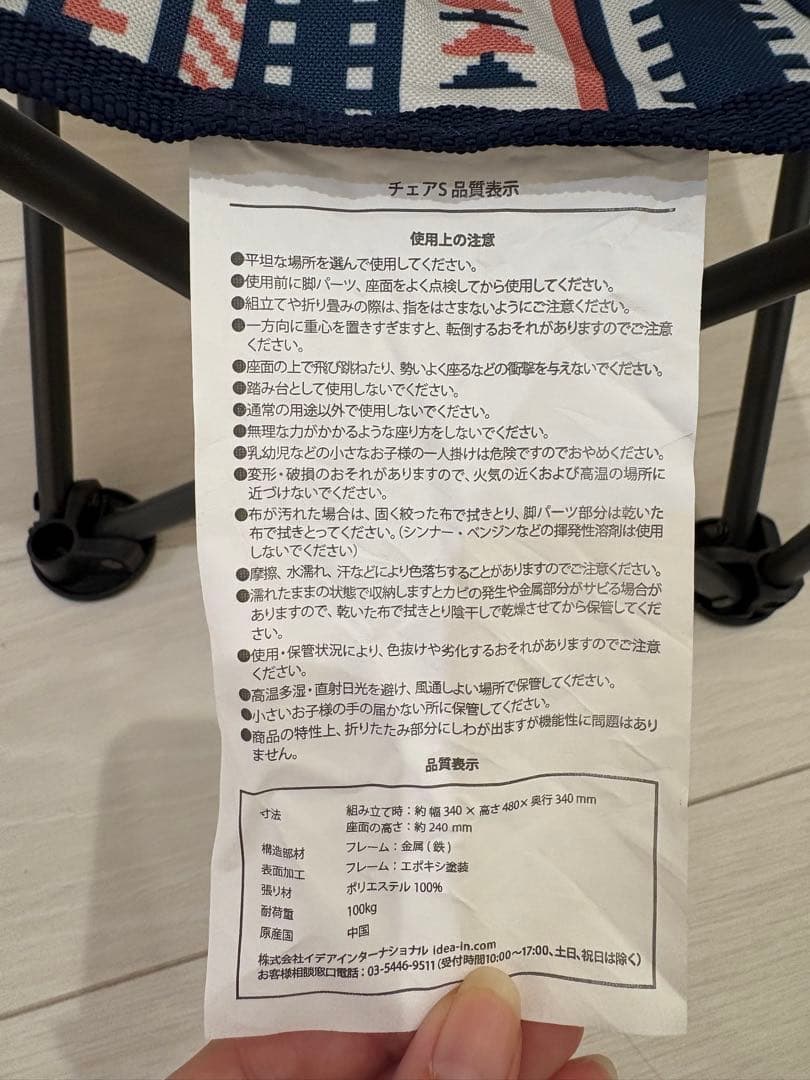 チェアS 品質表示
使用上の注意
●平坦な場所を選んで使用してください。
●使用前に脚パーツ、座面をよく点検してから使用してください。
●組立てや折り畳みの際は、指をはさまないようにご注意ください。
●一方向に重心を置きすぎますと、転倒するおそれがありますのでご注意
ください。
●座面の上で飛び跳ねたり、勢いよく座るなどの衝撃を与えないでください。
●踏み台として使用しないでください。
●通常の用途以外で使用しないでください。
●無理な力がかかるような座り方をしないでください。
●乳幼児などの小さなお子様の一人掛けは危険ですのでおやめください。
●変形・破損のおそれがありますので、火気の近くおよび高温の場所に
近づけないでください。
●布が汚れた場合は、固く絞った布で拭きとり、脚パーツ部分は乾いた
布で拭きとってください。（シンナー・ベンジンなどの揮発性溶剤は使用
しないでください）
●摩擦、水濡れ、汗などにより色落ちすることがありますのでご注意ください。
●濡れたままの状態で収納しますとカビの発生や金属部分がサビる場合が
ありますので、乾いた布で拭きとり陰干しで乾燥させてから保管してくだ
さい。
●使用・保管状況により、色抜けや劣化するおそれがありますのでご注意
ください。
●高温多湿・直射日光を避け、風通しよい場所で保管してください。
●小さいお子様の手の届かない所に保管してください。
●商品の特性上、折りたたみ部分にしわが出ますが機能性に問題はあり
ません。
品質表示
寸法 組み立て時：約 幅 340 × 高さ 480× 奥行 340 mm
座面の高さ：約 240 mm
構造部材 フレーム：金属（鉄）
表面加工 フレーム：エポキシ塗装
張り材 ポリエステル 100%
耐荷重 100kg
原産国 中国
株式会社イデアインターナショナル idea-in.com
お客様相談窓口電話：03-5446-9511（受付時間10:00～17:00、土日、祝日は除く）